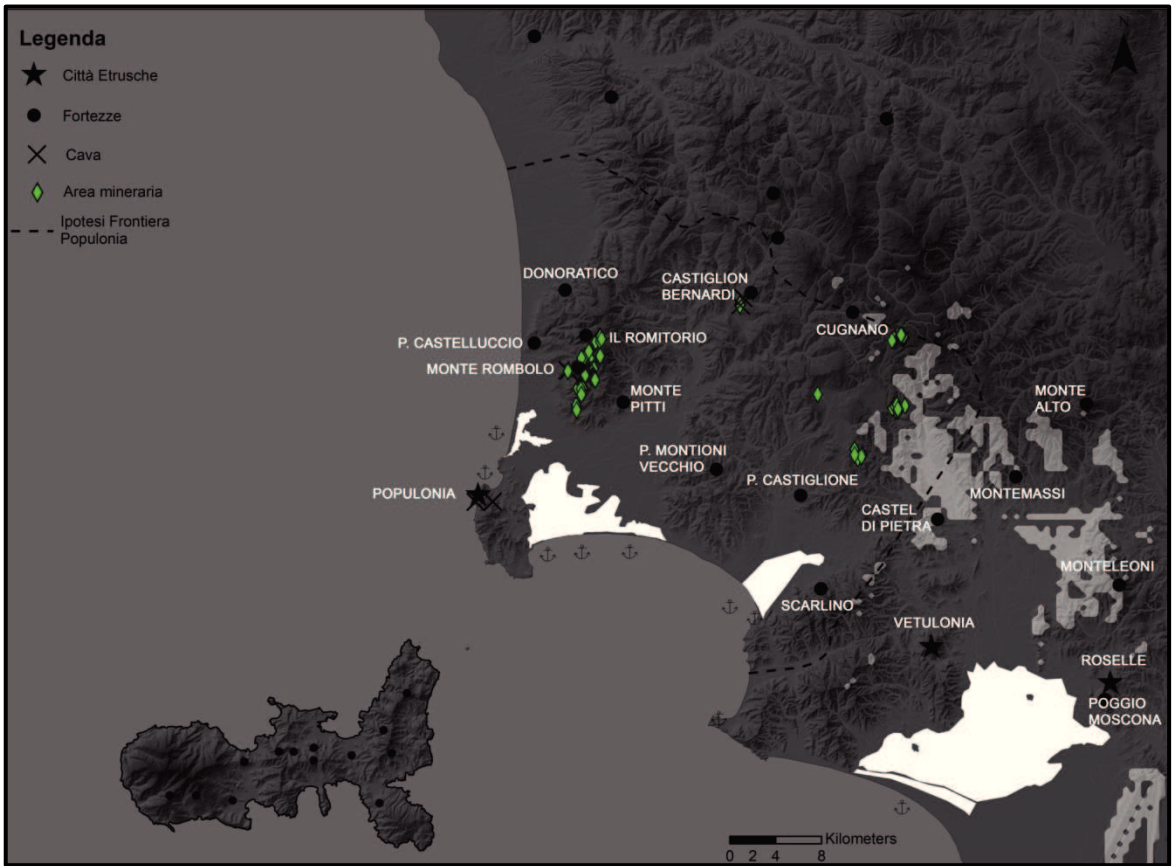 Legenda
Città Etrusche
Fortezze
Cava
Area mineraria
Ipotesi Frontiera
Populonia
N
DONORATICO
CASTIGLION
BERNARDI
CUGNANO
P. CASTELLUCCIO
IL ROMITORIO
MONTE ROMBOLO
MONTE
PITTI
MONTE
ALTO
P. MONTIONI
VECCHIO
P. CASTIGLIONE
MONTEMASSI
POPULONIA
CASTEL
DI PIETRA
MONTELEONI
SCARLINO
VETULONIA
ROSELLE
POGGIO
MOSCONA
Kilometers
0 2 4 8